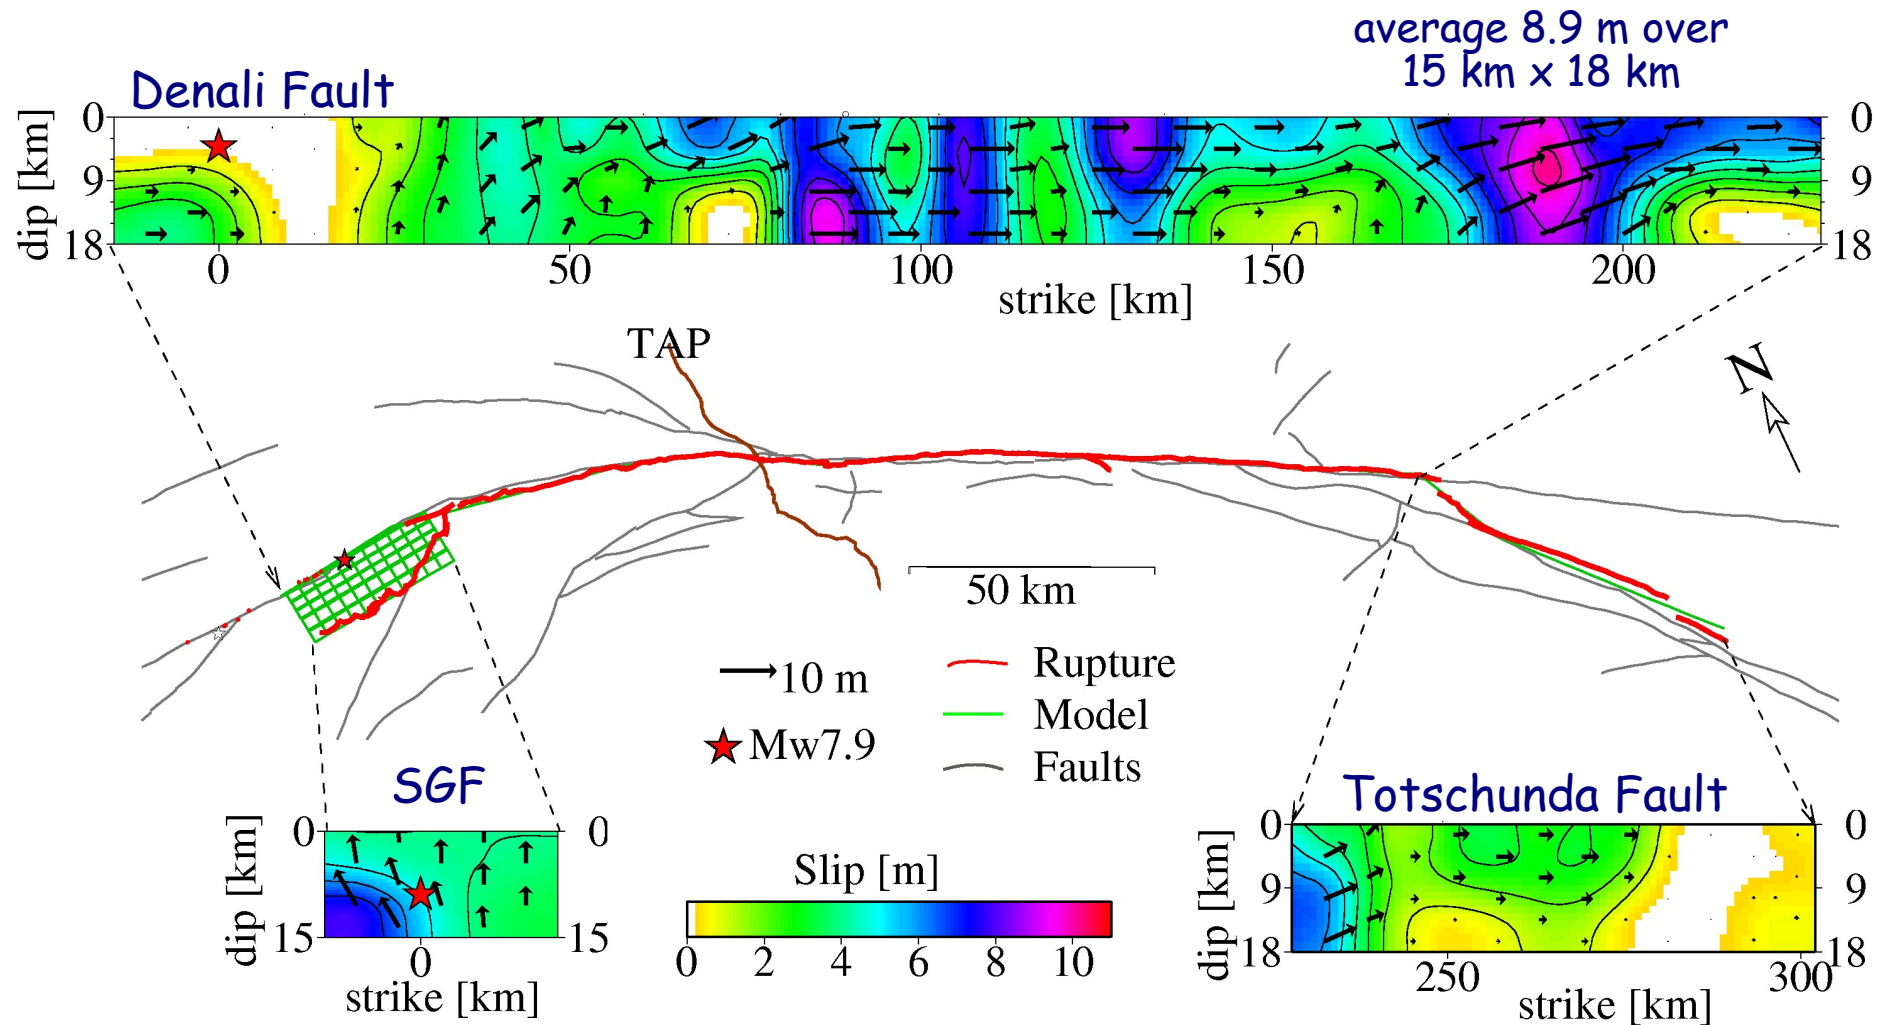 average 8.9 m over
15 km x 18 km
Denali Fault
0
9
18
dip [km]
0
9
18
0
50
100
150
200
strike [km]
TAP
N
50 km
10 m
Mw7.9
Rupture
Model
Faults
SGF
0
15
dip [km]
0
15
0
strike [km]
Slip [m]
0
2
4
6
8
10
Totschunda Fault
0
9
18
dip [km]
0
9
18
250
300
strike [km]